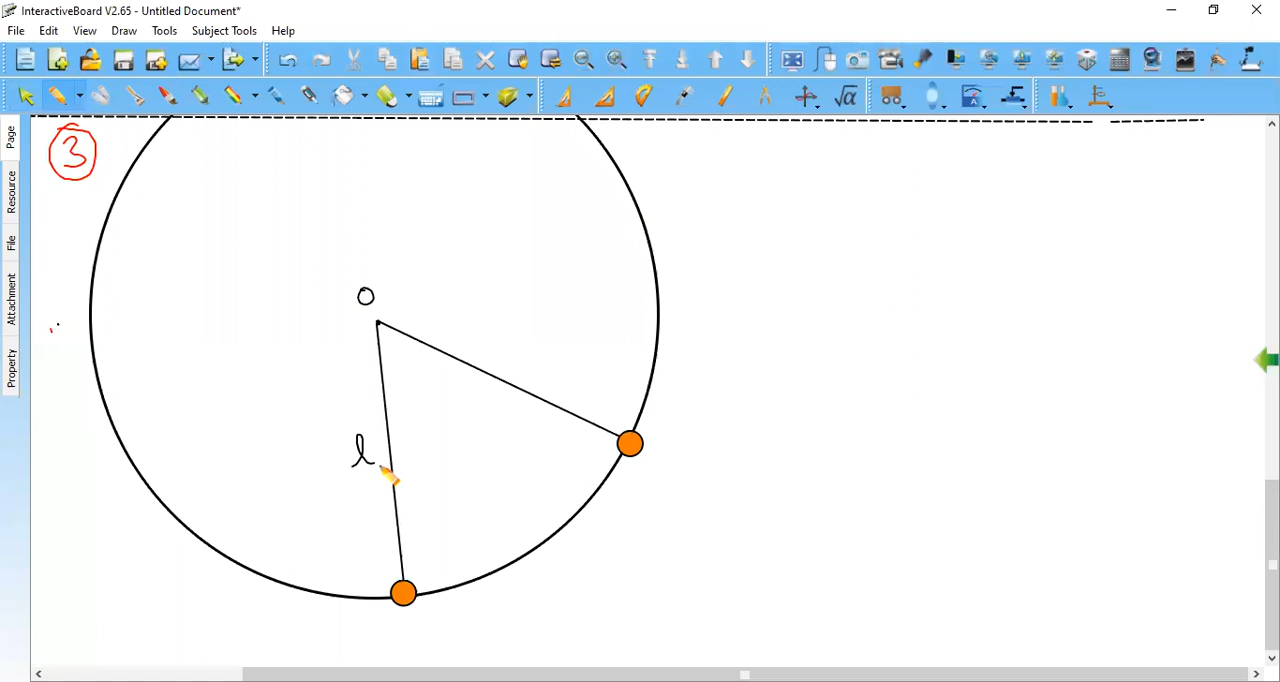 InteractiveBoard V2.65 - Untitled Document*
File Edit View Draw Tools Subject Tools Help
Page
Resource
File
Attachment
Property
3
O
l